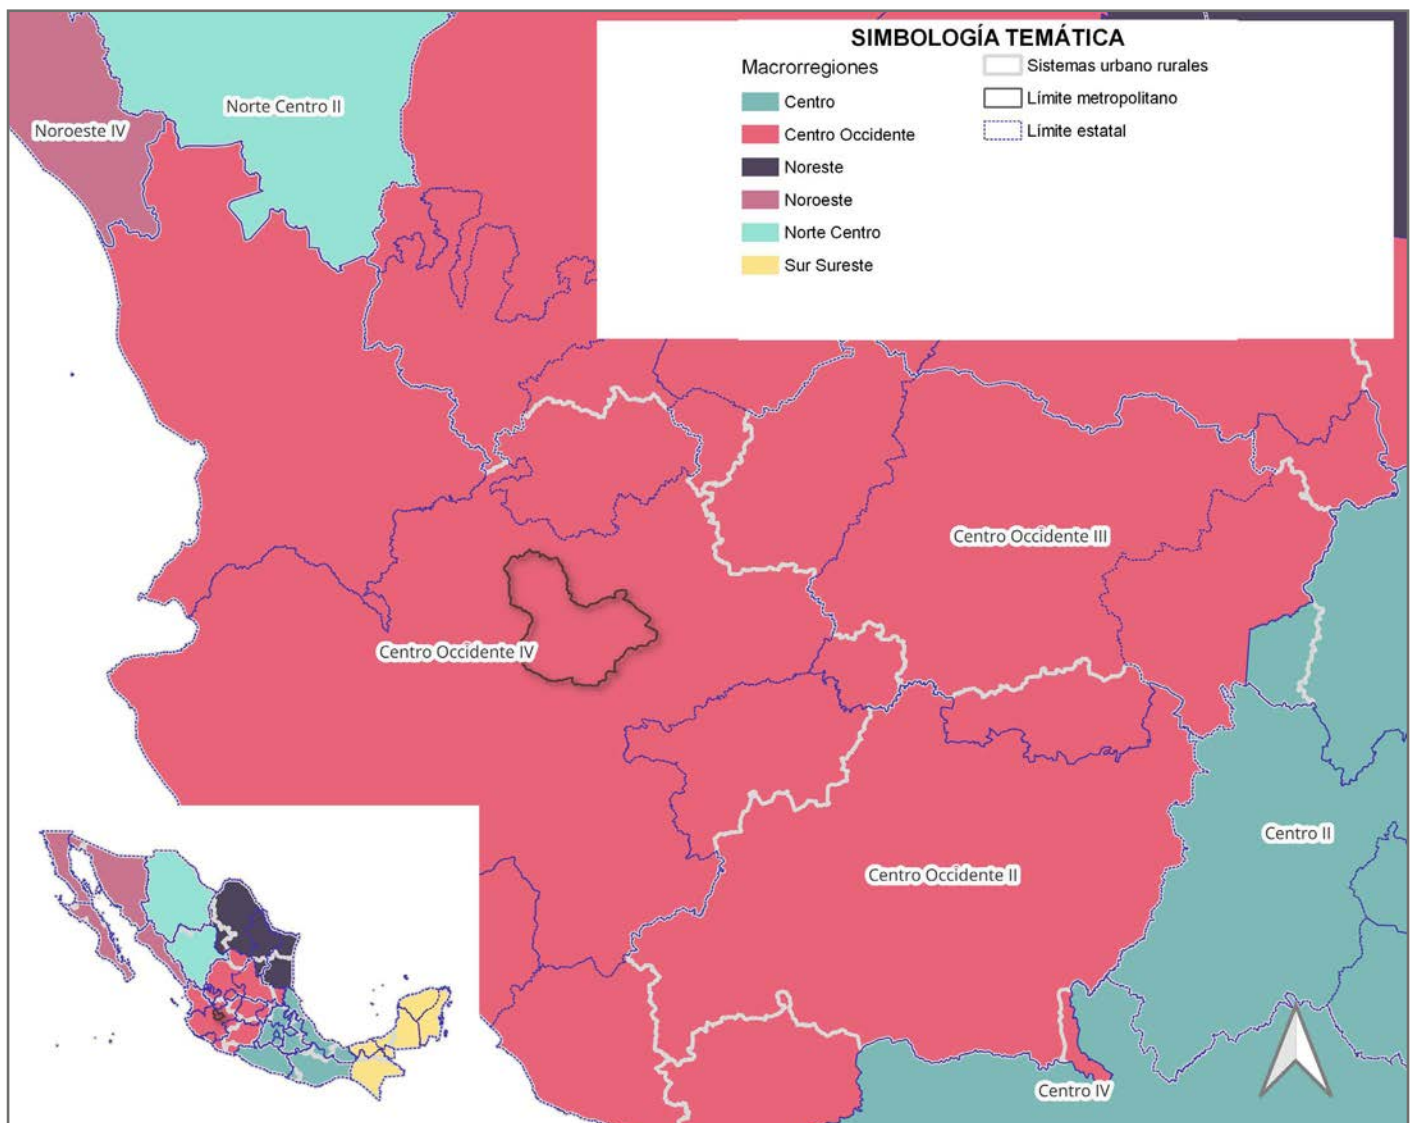 SIMBOLOGÍA TEMÁTICA
Macrorregiones
Centro
Centro Occidente
Noreste
Noroeste
Norte Centro
Sur Sureste
Sistemas urbano rurales
Límite metropolitano
Límite estatal
Norte Centro II
Noroeste IV
Centro Occidente III
Centro Occidente IV
Centro II
Centro Occidente II
Centro IV